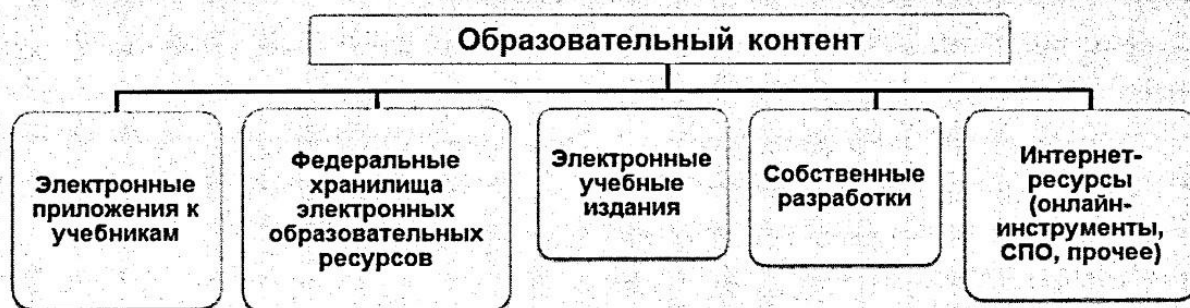 Образовательный контент
Электронные
приложения к
учебникам
Федеральные
хранилища
электронных
образовательных
ресурсов
Электронные
учебные
издания
Собственные
разработки
Интернет-
ресурсы
(онлайн-
инструменты,
СПО, прочее)